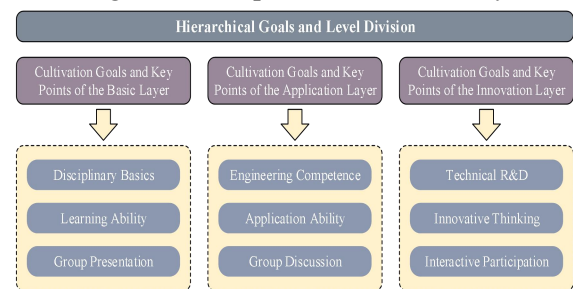 Hierarchical Goals and Level Division
Cultivation Goals and Key
Points of the Basic Layer
Cultivation Goals and Key
Points of the Application Layer
Cultivation Goals and Key
Points of the Innovation Layer
Disciplinary Basics
Learning Ability
Group Presentation
Engineering Competence
Application Ability
Group Discussion
Technical R&D
Innovative Thinking
Interactive Participation